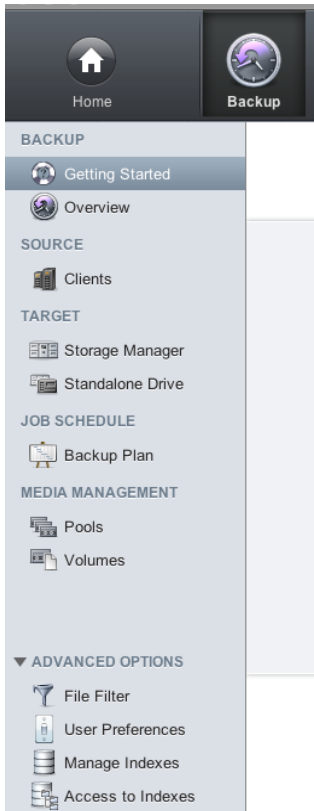 Home
Backup
BACKUP
Getting Started
Overview
SOURCE
Clients
TARGET
Storage Manager
Standalone Drive
JOB SCHEDULE
Backup Plan
MEDIA MANAGEMENT
Pools
Volumes
ADVANCED OPTIONS
File Filter
User Preferences
Manage Indexes
Access to Indexes